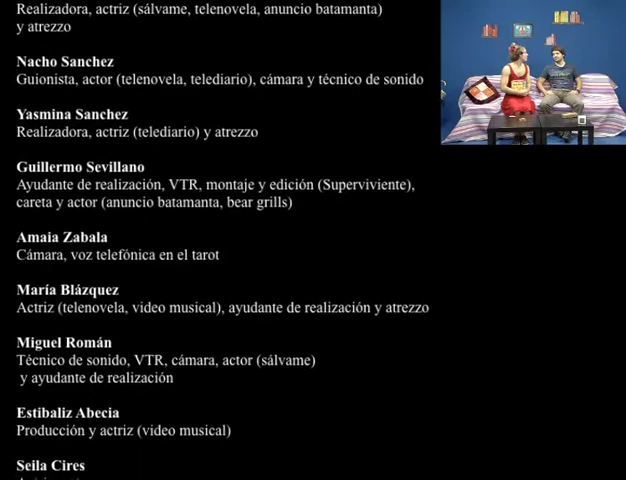 Realizadora, actriz (sálvame, telenovela, anuncio batamanta)
y atrezzo
Nacho Sanchez
Guionista, actor (telenovela, telediario), cámara y técnico de sonido
Yasmina Sanchez
Realizadora, actriz (telediario) y atrezzo
Guillermo Sevillano
Ayudante de realización, VTR, montaje y edición (Superviviente),
careta y actor (anuncio batamanta, bear grills)
Amaia Zabala
Cámara, voz telefónica en el tarot
María Blázquez
Actriz (telenovela, video musical), ayudante de realización y atrezzo
Miguel Román
Técnico de sonido, VTR, cámara, actor (sálvame)
y ayudante de realización
Estibaliz Abecia
Producción y actriz (video musical)
Seila Cires